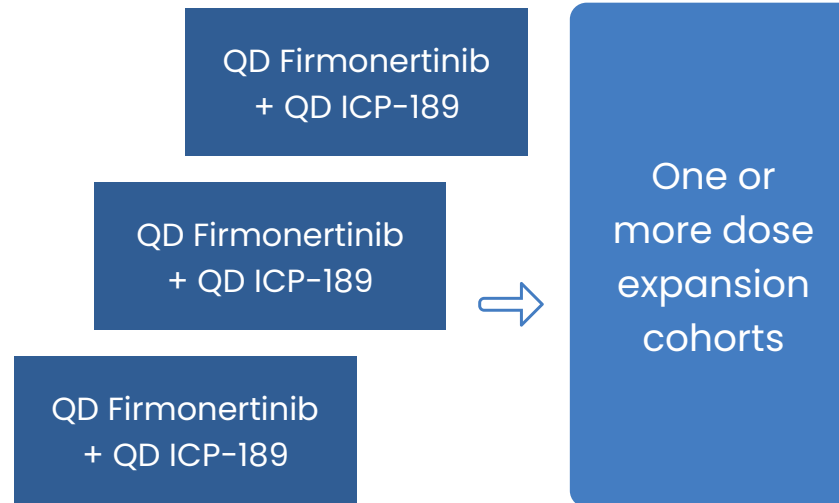 QD Firmonertinib
+ QD ICP-189
QD Firmonertinib
+ QD ICP-189
QD Firmonertinib
+ QD ICP-189
One or
more dose
expansion
cohorts